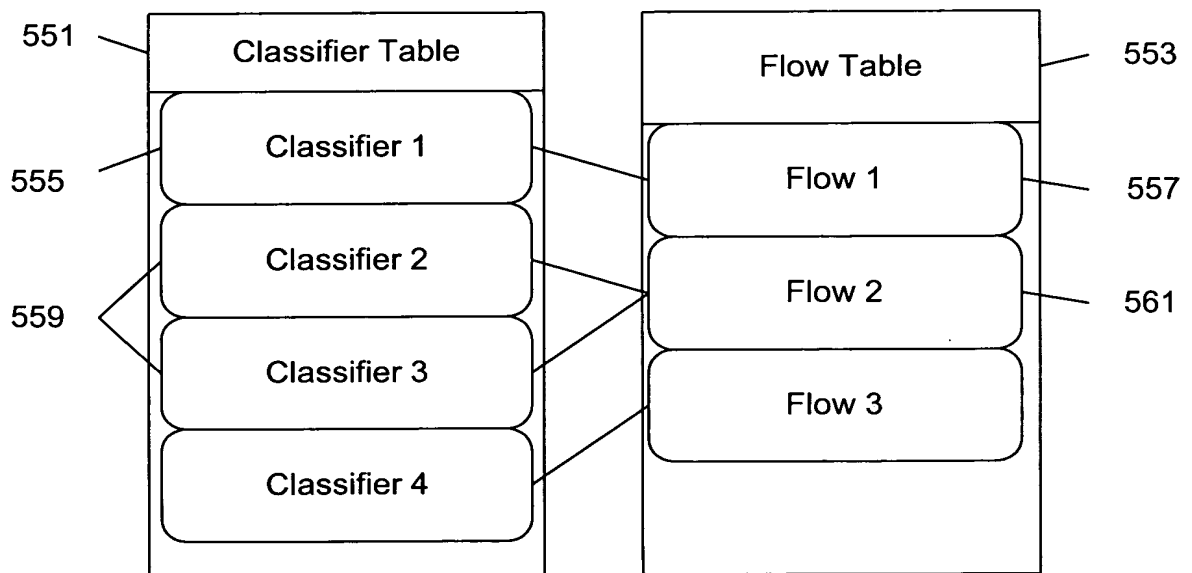 551
Classifier Table
Flow Table
553
Classifier 1
555
Flow 1
557
Classifier 2
559
Flow 2
561
Classifier 3
Flow 3
Classifier 4